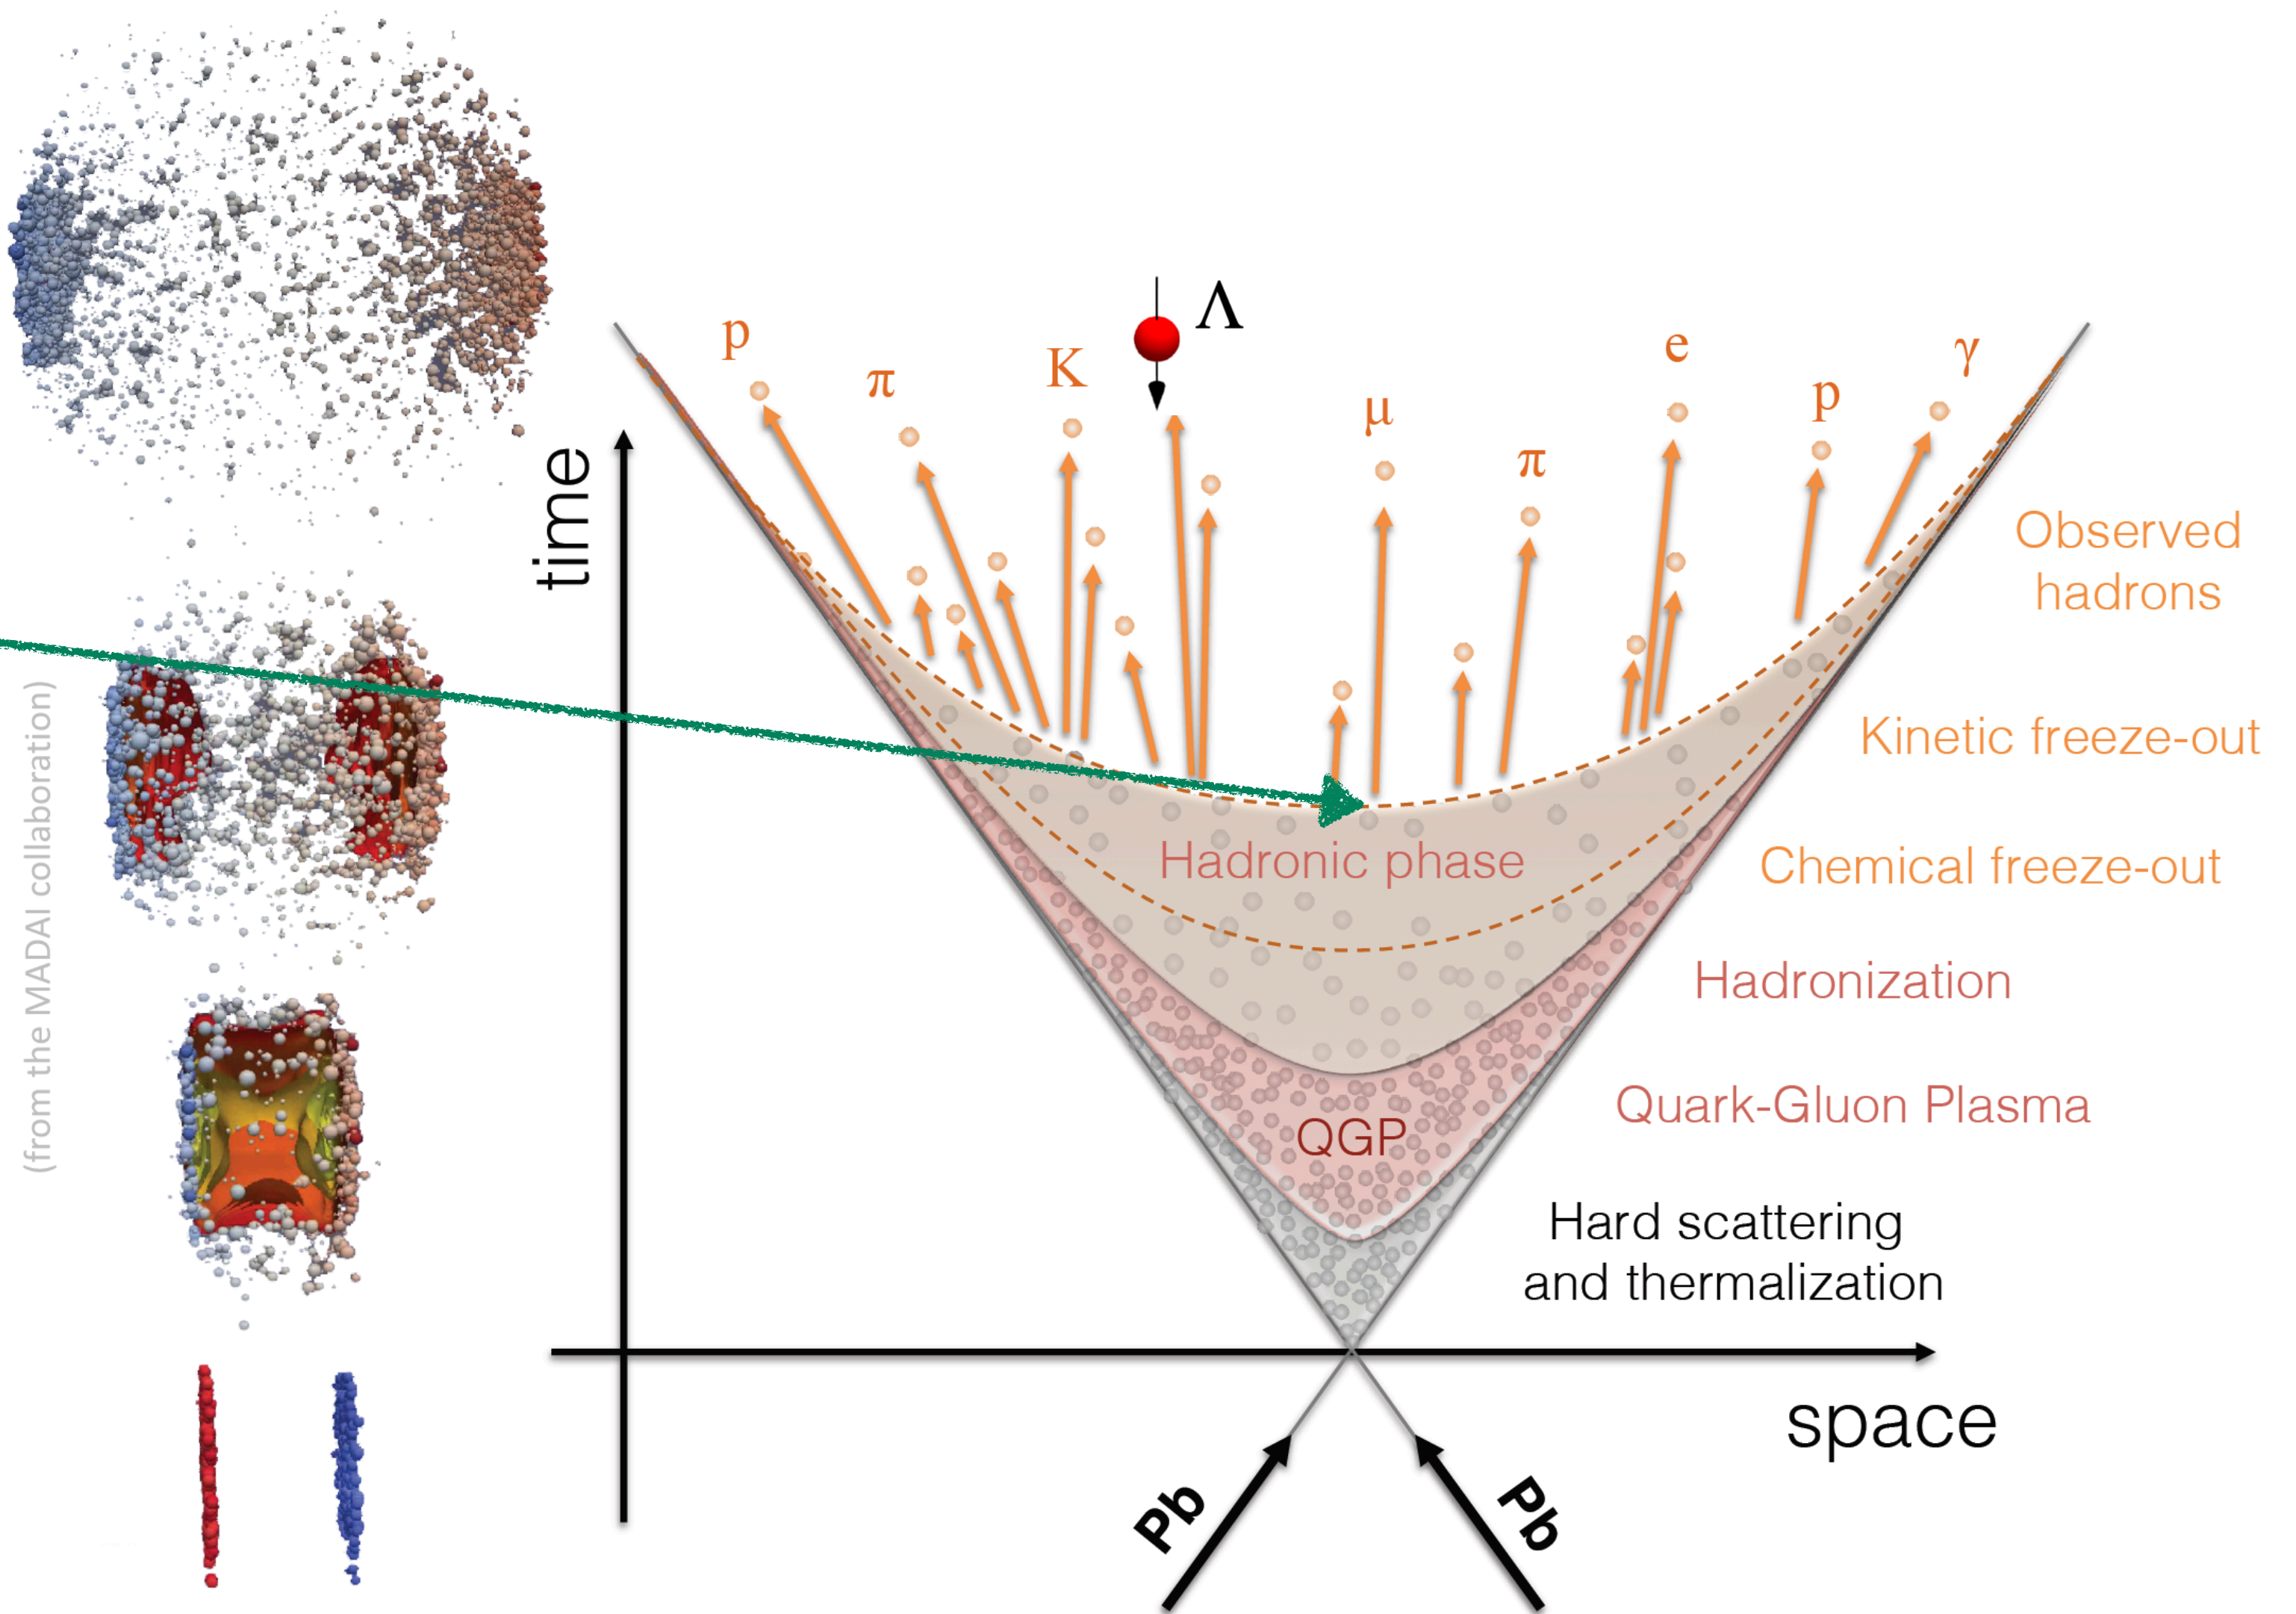 Λ
p
π
K
μ
π
e
p
γ
time
Observed
hadrons
Kinetic freeze-out
Hadronic phase
Chemical freeze-out
Hadronization
QGP
Quark-Gluon Plasma
Hard scattering
and thermalization
space
Pb
Pb
(from the MADAI collaboration)